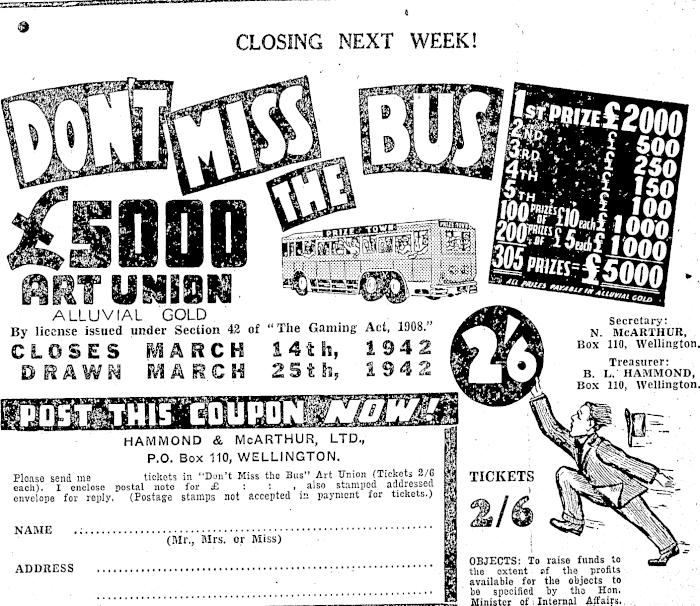 CLOSING NEXT WEEK!
DON'T MISS THE BUS
£5000
ART UNION
ALLUVIAL GOLD
By license issued under Section 42 of "The Gaming Act, 1908."
CLOSES MARCH 14th, 1942
DRAWN MARCH 25th, 1942
PRIZE TOWN
1ST PRIZE £2000
2ND " £ 500
3RD " £ 250
4TH " £ 150
5TH " £ 100
100 PRIZES OF £10 each £1000
200 PRIZES OF £5 each £1000
305 PRIZES = £5000
ALL PRIZES PAYABLE IN ALLUVIAL GOLD
Secretary:
N. McARTHUR,
Box 110, Wellington.
Treasurer:
B. L. HAMMOND,
Box 110, Wellington.
2/6
POST THIS COUPON NOW!
HAMMOND & McARTHUR, LTD.,
P.O. Box 110, WELLINGTON.
Please send me tickets in "Don't Miss the Bus" Art Union (Tickets 2/6
each). I enclose postal note for £ : : , also stamped addressed
envelope for reply. (Postage stamps not accepted in payment for tickets.)
NAME
(Mr., Mrs. or Miss)
ADDRESS
TICKETS
2/6
OBJECTS: To raise funds to
the extent of the profits
available for the objects to
be specified by the Hon.
Minister of Internal Affairs.